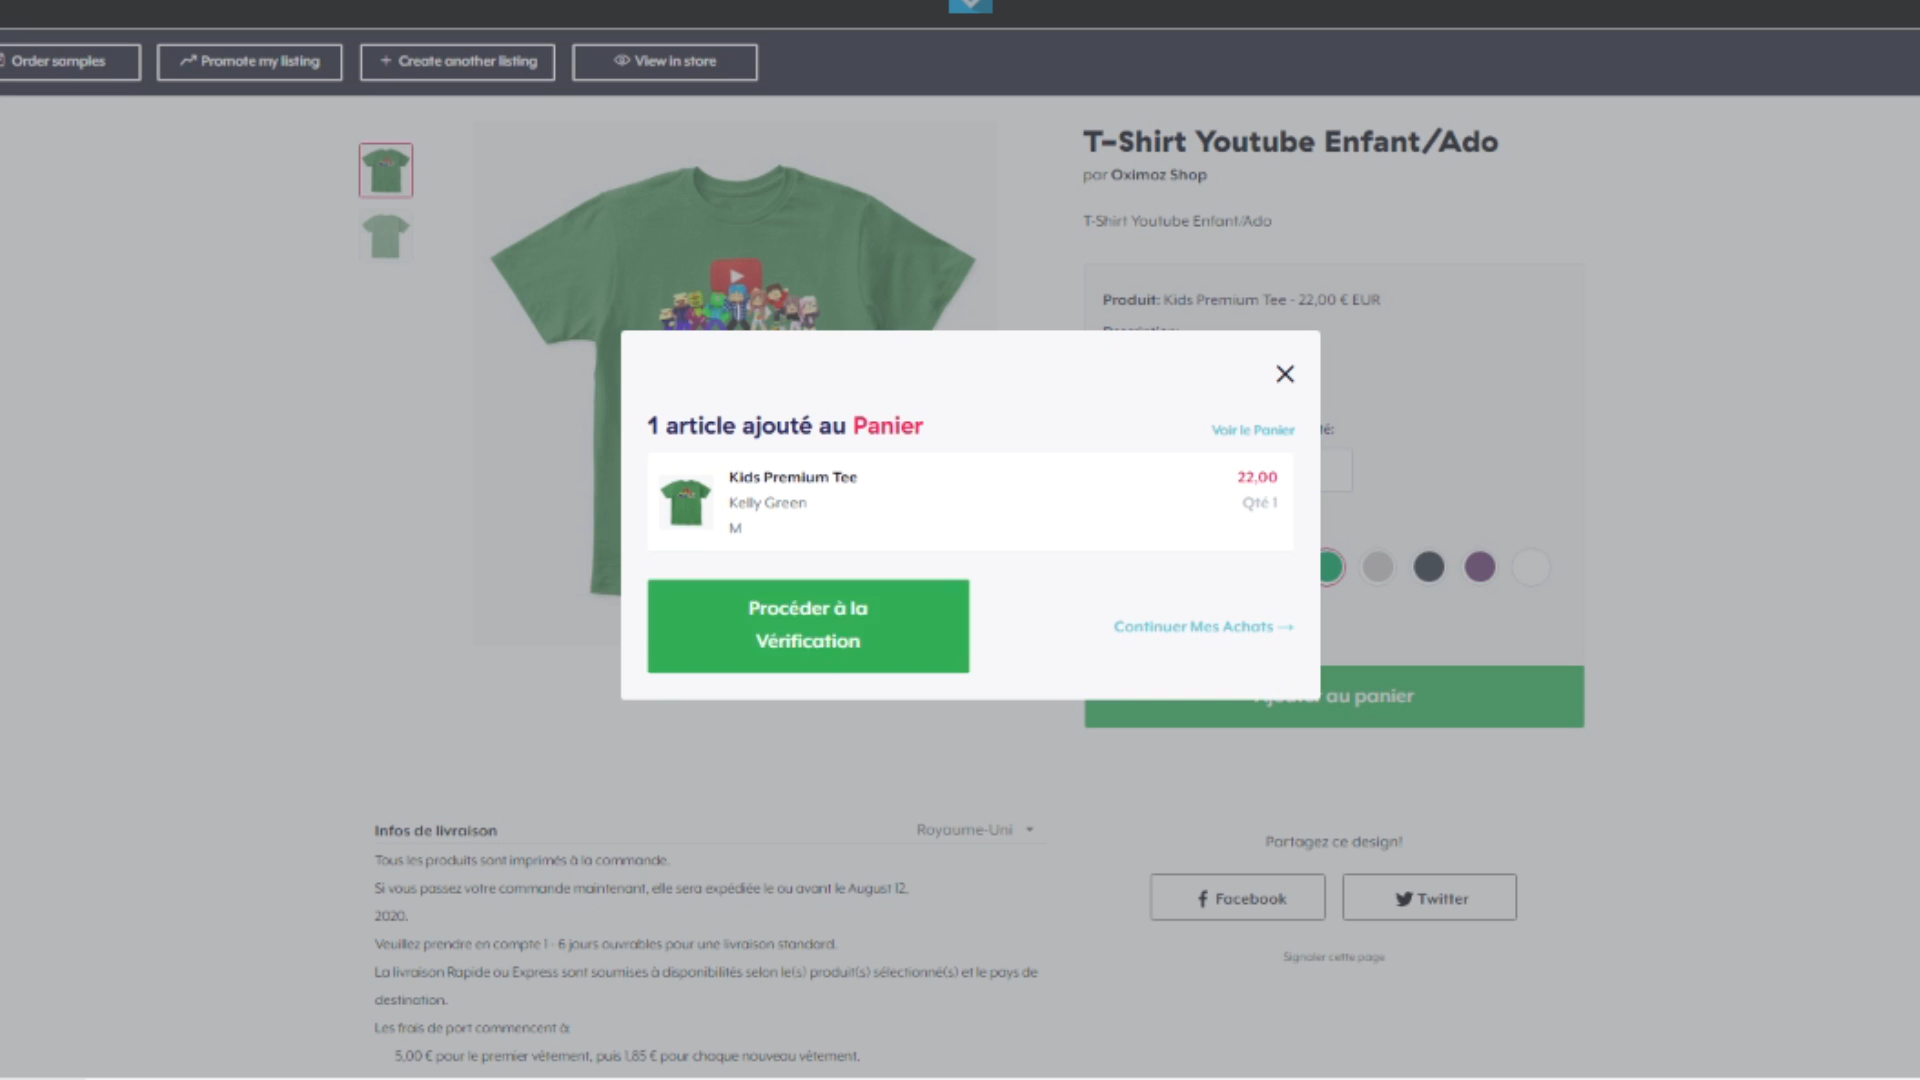 Order samples
Promote my listing
+ Create another listing
View in store
T-Shirt Youtube Enfant/Ado
par Oximoz Shop
T-Shirt Youtube Enfant/Ado
Produit: Kids Premium Tee - 22,00 € EUR
1 article ajouté au Panier
Voir le Panier
Kids Premium Tee
22,00
Kelly Green
Qté 1
M
Procéder à la
Vérification
Continuer Mes Achats →
au panier
Infos de livraison
Royaume-Uni
Tous les produits sont imprimés à la commande.
Si vous passez votre commande maintenant, elle sera expédiée le ou avant le August 12,
2020.
Veuillez prendre en compte 1 - 6 jours ouvrables pour une livraison standard.
La livraison Rapide ou Express sont soumises à disponibilités selon le(s) produit(s) sélectionné(s) et le pays de
destination.
Les frais de port commencent à:
5,00 € pour le premier vêtement, puis 1,85 € pour chaque nouveau vêtement.
Partagez ce design!
Facebook
Twitter
Signaler cette page